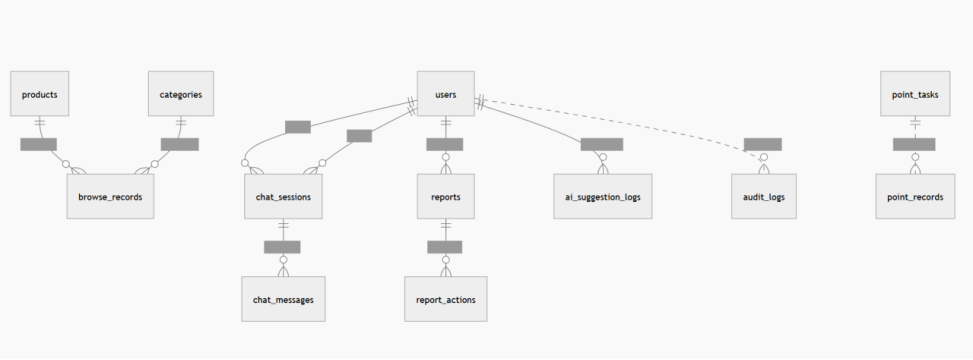 products
categories
users
point_tasks
browse_records
chat_sessions
reports
ai_suggestion_logs
audit_logs
point_records
chat_messages
report_actions